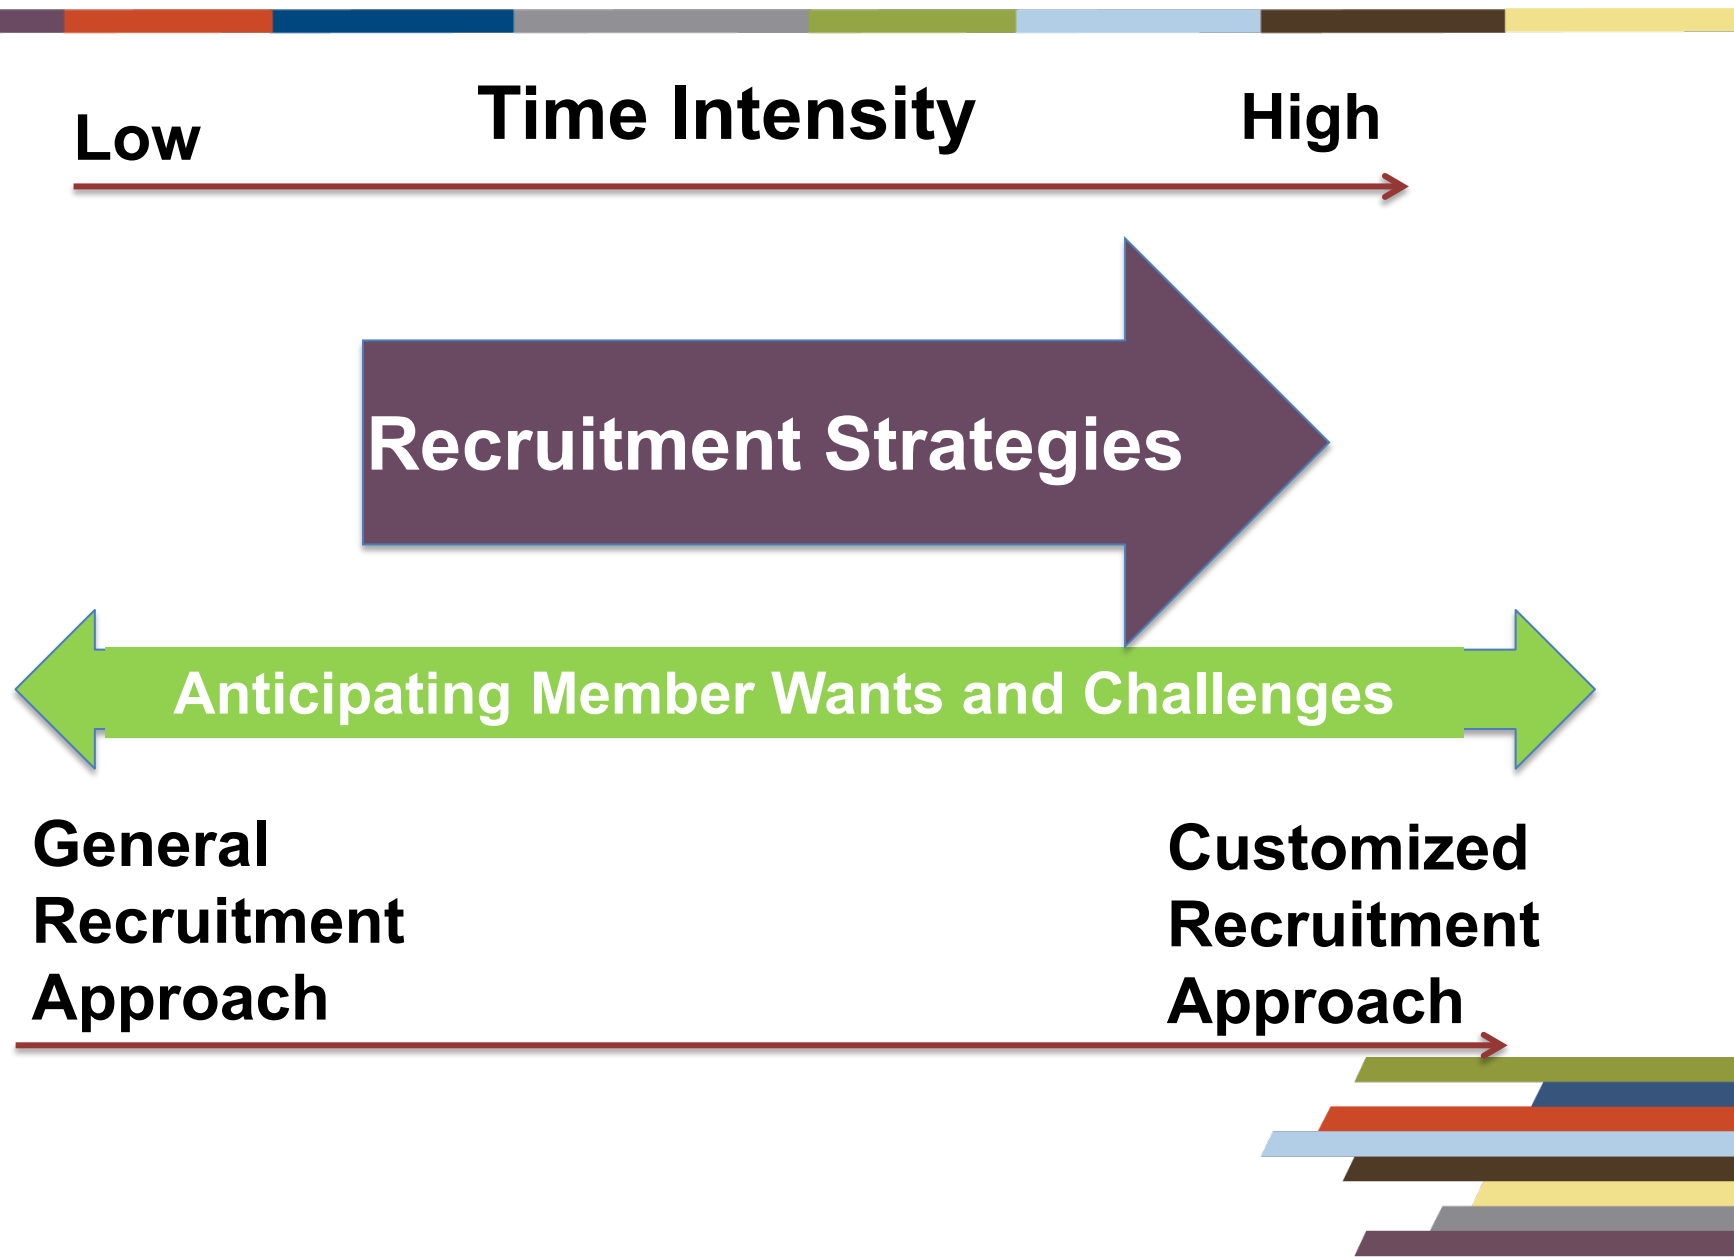 Low
Time Intensity
High
Recruitment Strategies
Anticipating Member Wants and Challenges
General
Recruitment
Approach
Customized
Recruitment
Approach